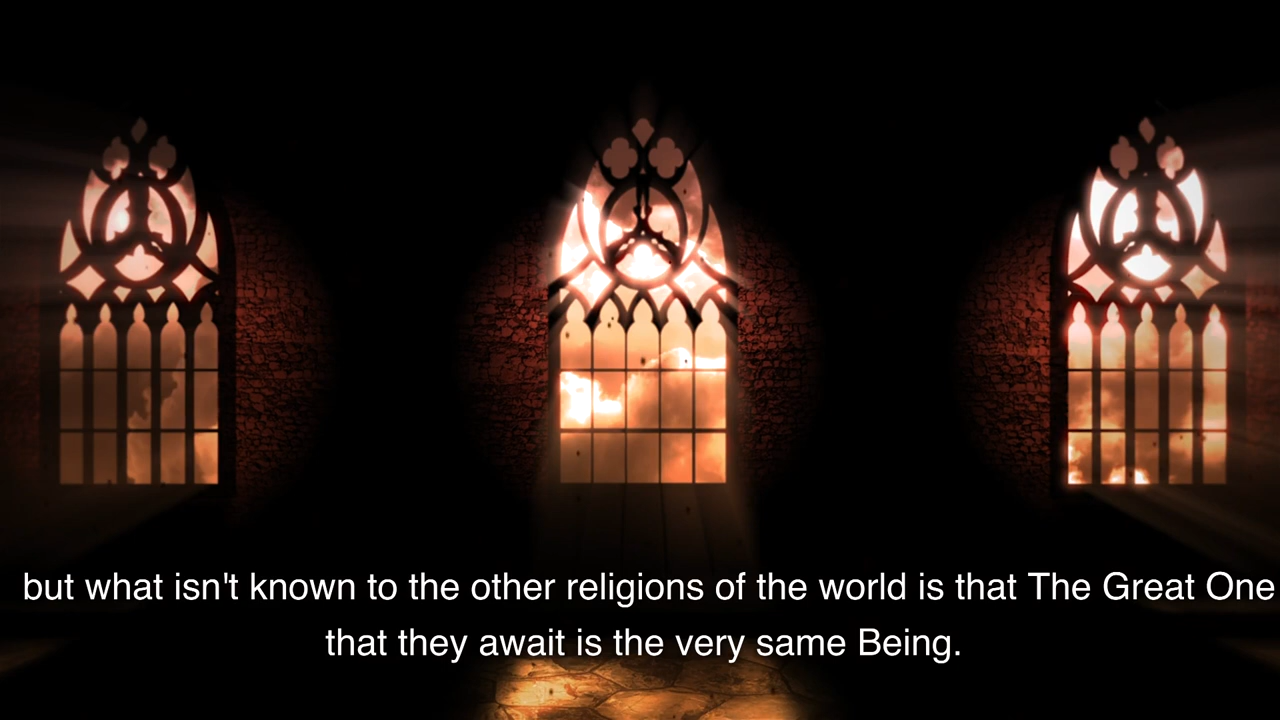 but what isn't known to the other religions of the world is that The Great One
that they await is the very same Being.